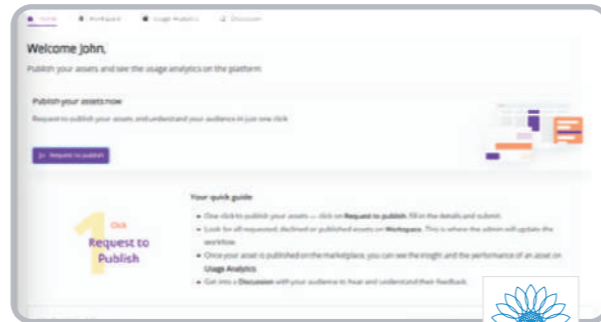 Home Workspace Usage Analytics Discussion
Welcome John,
Publish your assets and see the usage analytics on the platform
Publish your assets now
Request to publish your assets and understand your audience in just one click
Request to publish
Your quick guide
1
Click
Request to
Publish
One click to publish your assets — click on Request to publish, fill in the details and submit.
Look for all requested, declined or published assets on Workspace. This is where the admin will update the
workflow.
Once your asset is published on the marketplace, you can see the insight and the performance of an asset on
Usage Analytics
Get into a Discussion with your audience to hear and understand their feedback.